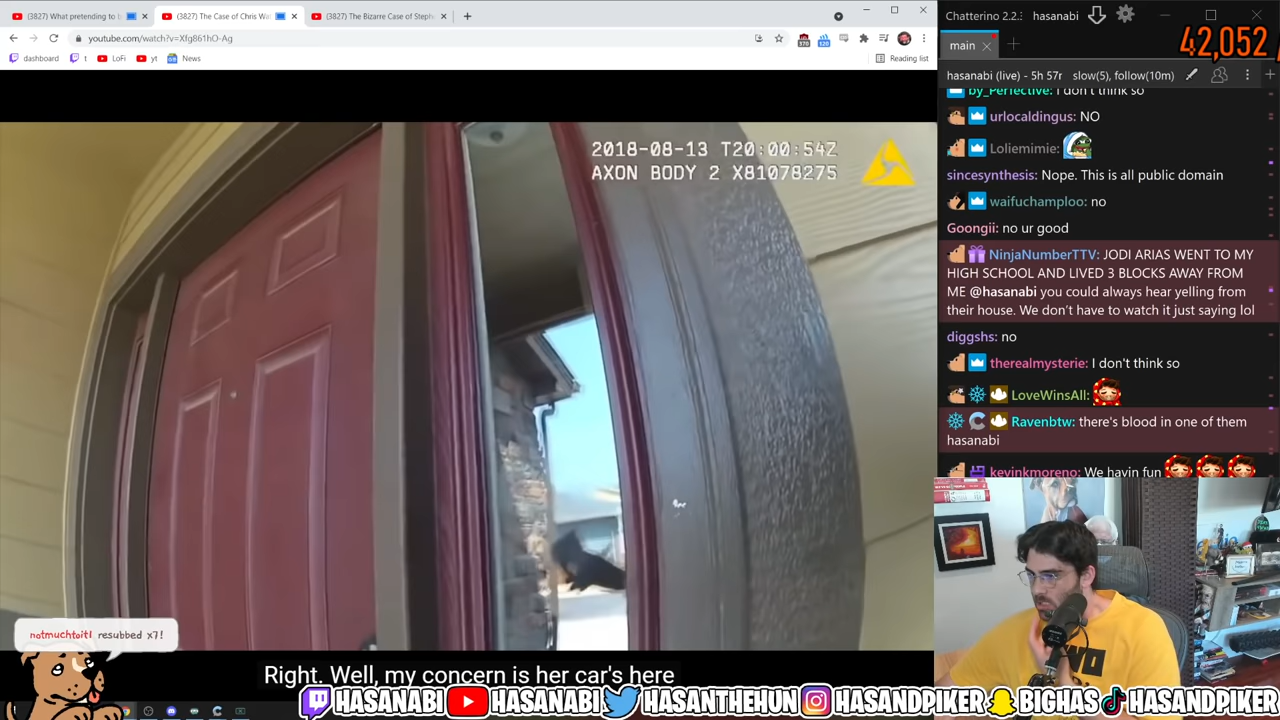 (3827) What pretending to b
(3827) The Case of Chris Wa
(3827) The Bizarre Case of Steph
youtube.com/watch?v=Xfg861hO-Ag
370
120
dashboard
t
LoFi
yt
News
Reading list
2018-08-13 T20:00:54Z
AXON BODY 2 X81078275
notmuchtoit1 resubbed x7!
Right. Well, my concern is her car's here
Chatterino 2.2.3
hasanabi
42,052
main
hasanabi (live) - 5h 57m
slow(5), follow(10m)
by_Perfective: I don't think so
urlocaldingus: NO
Loliemimie:
sincesynthesis: Nope. This is all public domain
waifuchamploo: no
Goongii: no ur good
NinjaNumberTTV: JODI ARIAS WENT TO MY
HIGH SCHOOL AND LIVED 3 BLOCKS AWAY FROM
ME @hasanabi you could always hear yelling from
their house. We don't have to watch it just saying lol
diggshs: no
therealmysterie: I don't think so
LoveWinsAll:
Ravenbtw: there's blood in one of them
hasanabi
kevinkmoreno: We havin fun
HASANABI HASANABI HASANTHEHUN HASANDPIKER BIGHAS HASANDPIKER